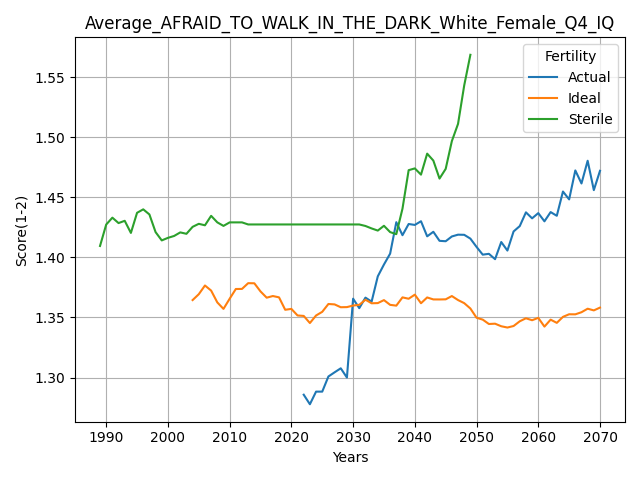 Average_AFRAID_TO_WALK_IN_THE_DARK_White_Female_Q4_IQ
Fertility
Actual
Ideal
Sterile
Score(1-2)
1.55
1.50
1.45
1.40
1.35
1.30
1990 2000 2010 2020 2030 2040 2050 2060 2070
Years